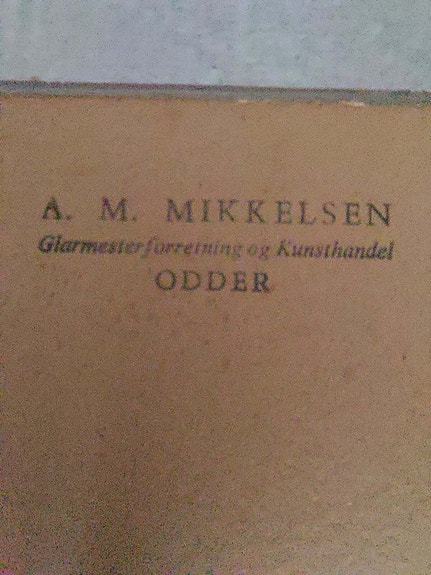 A. M. MIKKELSEN
Glarmesterforretning og Kunsthandel
ODDER